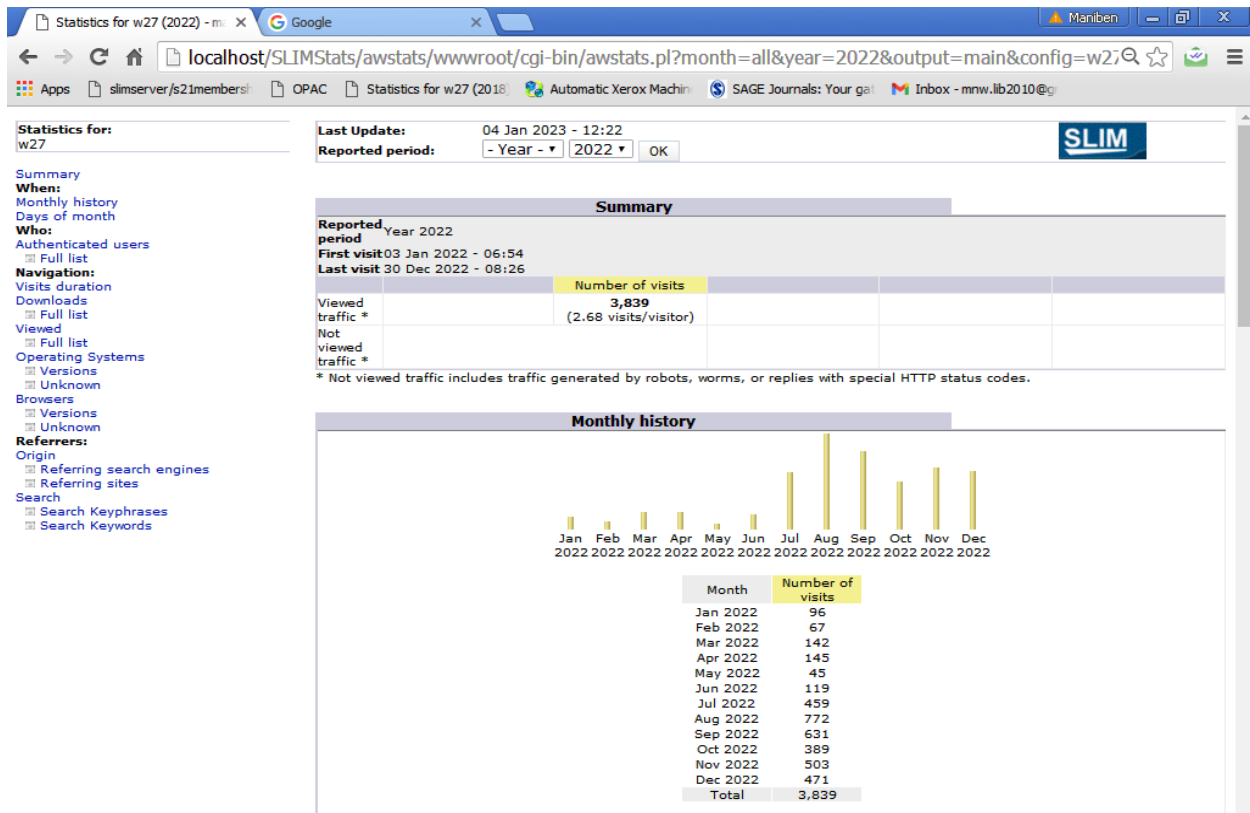 Statistics for w27 (2022) - ma
Google
Maniben
localhost/SLIMStats/awstats/wwwroot/cgi-bin/awstats.pl?month=all&year=2022&output=main&config=w27
Apps slimserver/s21membersh OPAC Statistics for w27 (2018) Automatic Xerox Machin SAGE Journals: Your gat Inbox - mnw.lib2010@g
Statistics for:
w27
Summary
When:
Monthly history
Days of month
Who:
Authenticated users
Full list
Navigation:
Visits duration
Downloads
Full list
Viewed
Full list
Operating Systems
Versions
Unknown
Browsers
Versions
Unknown
Referrers:
Origin
Referring search engines
Referring sites
Search
Search Keyphrases
Search Keywords
Last Update: 04 Jan 2023 - 12:22
Reported period: - Year - 2022 OK
SLIM
Summary
Reported period Year 2022
First visit 03 Jan 2022 - 06:54
Last visit 30 Dec 2022 - 08:26
Number of visits
Viewed traffic * 3,839
(2.68 visits/visitor)
Not viewed traffic *
* Not viewed traffic includes traffic generated by robots, worms, or replies with special HTTP status codes.
Monthly history
Jan Feb Mar Apr May Jun Jul Aug Sep Oct Nov Dec
2022 2022 2022 2022 2022 2022 2022 2022 2022 2022 2022 2022
Month Number of visits
Jan 2022 96
Feb 2022 67
Mar 2022 142
Apr 2022 145
May 2022 45
Jun 2022 119
Jul 2022 459
Aug 2022 772
Sep 2022 631
Oct 2022 389
Nov 2022 503
Dec 2022 471
Total 3,839